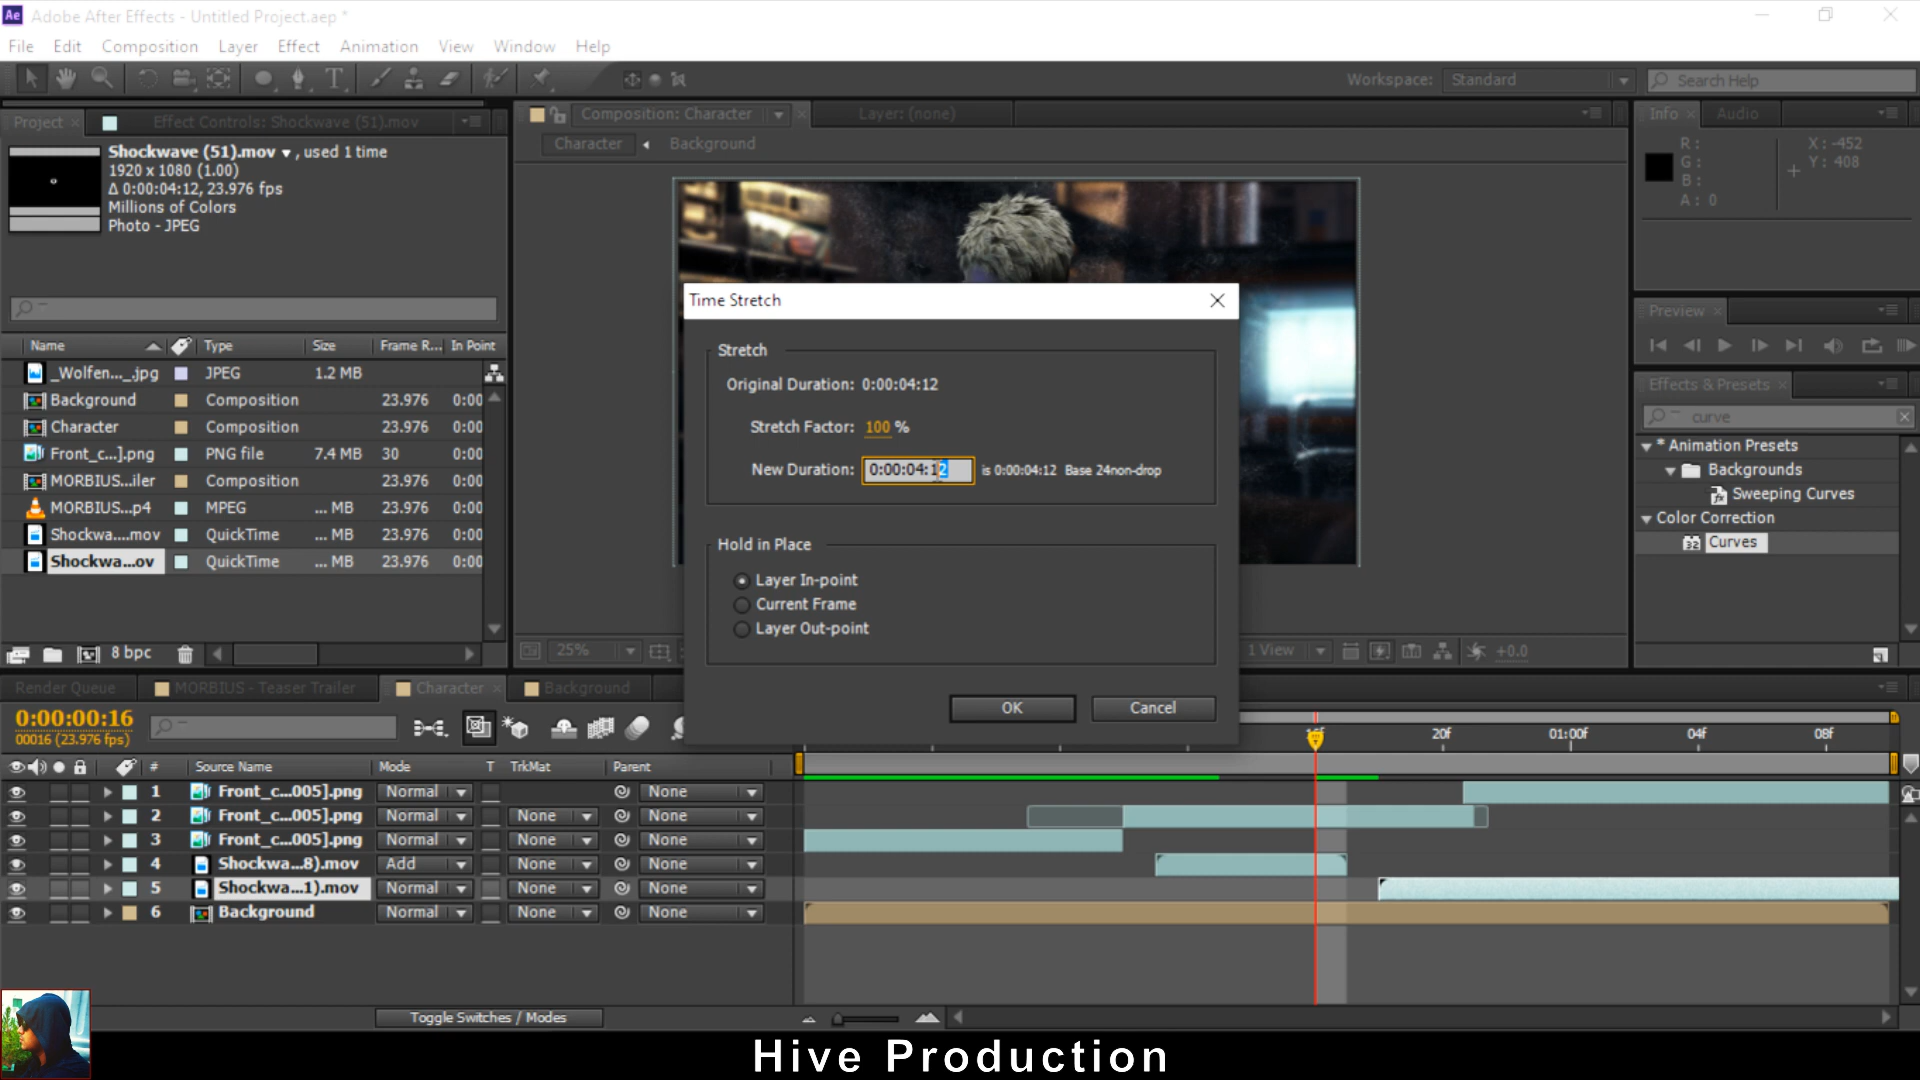 Ae Adobe After Effects - Untitled Project.aep *
File Edit Composition Layer Effect Animation View Window Help
Workspace: Standard Search Help
Project Effect Controls: Shockwave (51).mov
Composition: Character Layer: (none)
Character Background
Info Audio
R : X : -452
G : Y : 408
B :
A : 0
Shockwave (51).mov , used 1 time
1920 x 1080 (1.00)
Δ 0:00:04:12, 23.976 fps
Millions of Colors
Photo - JPEG
Name Type Size Frame R... In Point
_Wolfen..._.jpg JPEG 1.2 MB
Background Composition 23.976 0:00
Character Composition 23.976 0:00
Front_c...].png PNG file 7.4 MB 30 0:00
MORBIUS...iler Composition 23.976 0:00
MORBIUS...p4 MPEG ... MB 23.976 0:00
Shockwa....mov QuickTime ... MB 23.976 0:00
Shockwa...ov QuickTime ... MB 23.976 0:00
8 bpc
Time Stretch
Stretch
Original Duration: 0:00:04:12
Stretch Factor: 100 %
New Duration: 0:00:04:12 is 0:00:04:12 Base 24non-drop
Hold in Place
Layer In-point
Current Frame
Layer Out-point
OK Cancel
25% 1 View +0.0
Preview
Effects & Presets
curve
* Animation Presets
Backgrounds
Sweeping Curves
Color Correction
32 Curves
Render Queue MORBIUS - Teaser Trailer Character Background
0:00:00:16
00016 (23.976 fps)
20f 01:00f 04f 08f
# Source Name Mode T TrkMat Parent
1 Front_c...005].png Normal None
2 Front_c...005].png Normal None None
3 Front_c...005].png Normal None None
4 Shockwa...8).mov Add None None
5 Shockwa...1).mov Normal None None
6 Background Normal None None
Toggle Switches / Modes
Hive Production